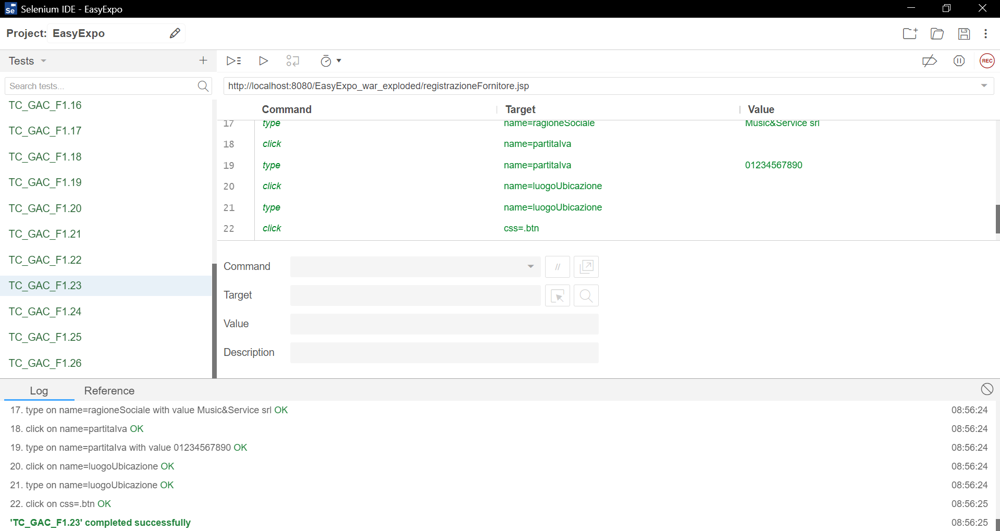 Selenium IDE - EasyExpo
Project: EasyExpo
Tests
REC
Search tests...
http://localhost:8080/EasyExpo_war_exploded/registrazioneFornitore.jsp
TC_GAC_F1.16
TC_GAC_F1.17
TC_GAC_F1.18
TC_GAC_F1.19
TC_GAC_F1.20
TC_GAC_F1.21
TC_GAC_F1.22
TC_GAC_F1.23
TC_GAC_F1.24
TC_GAC_F1.25
TC_GAC_F1.26
Command Target Value
17 type name=ragioneSociale Music&Service srl
18 click name=partitaIva
19 type name=partitaIva 01234567890
20 click name=luogoUbicazione
21 type name=luogoUbicazione
22 click css=.btn
Command //
Target
Value
Description
Log Reference
17. type on name=ragioneSociale with value Music&Service srl OK 08:56:24
18. click on name=partitaIva OK 08:56:24
19. type on name=partitaIva with value 01234567890 OK 08:56:24
20. click on name=luogoUbicazione OK 08:56:24
21. type on name=luogoUbicazione OK 08:56:24
22. click on css=.btn OK 08:56:25
'TC_GAC_F1.23' completed successfully 08:56:25